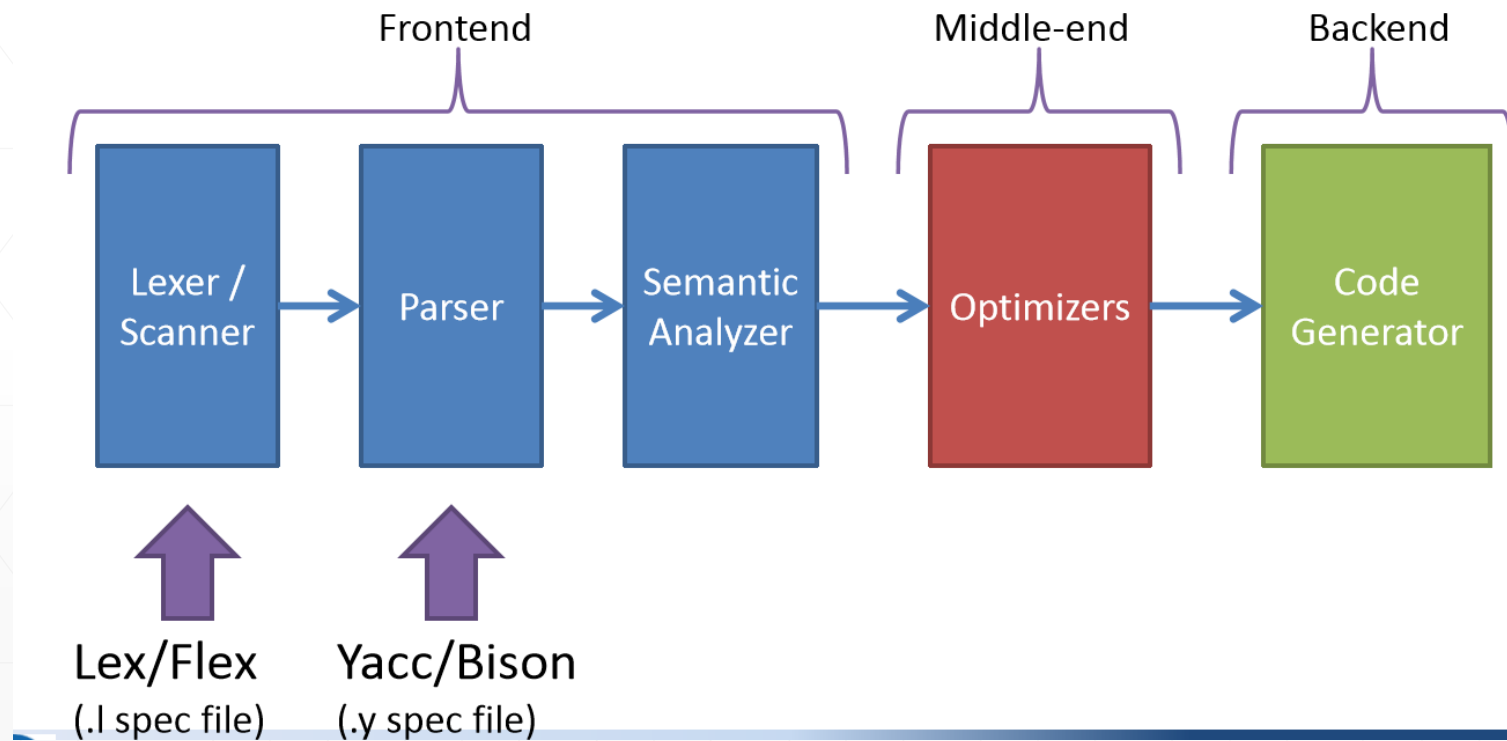 Frontend
Middle-end
Backend
Lexer /
Scanner
Parser
Semantic
Analyzer
Optimizers
Code
Generator
Lex/Flex
(.l spec file)
Yacc/Bison
(.y spec file)